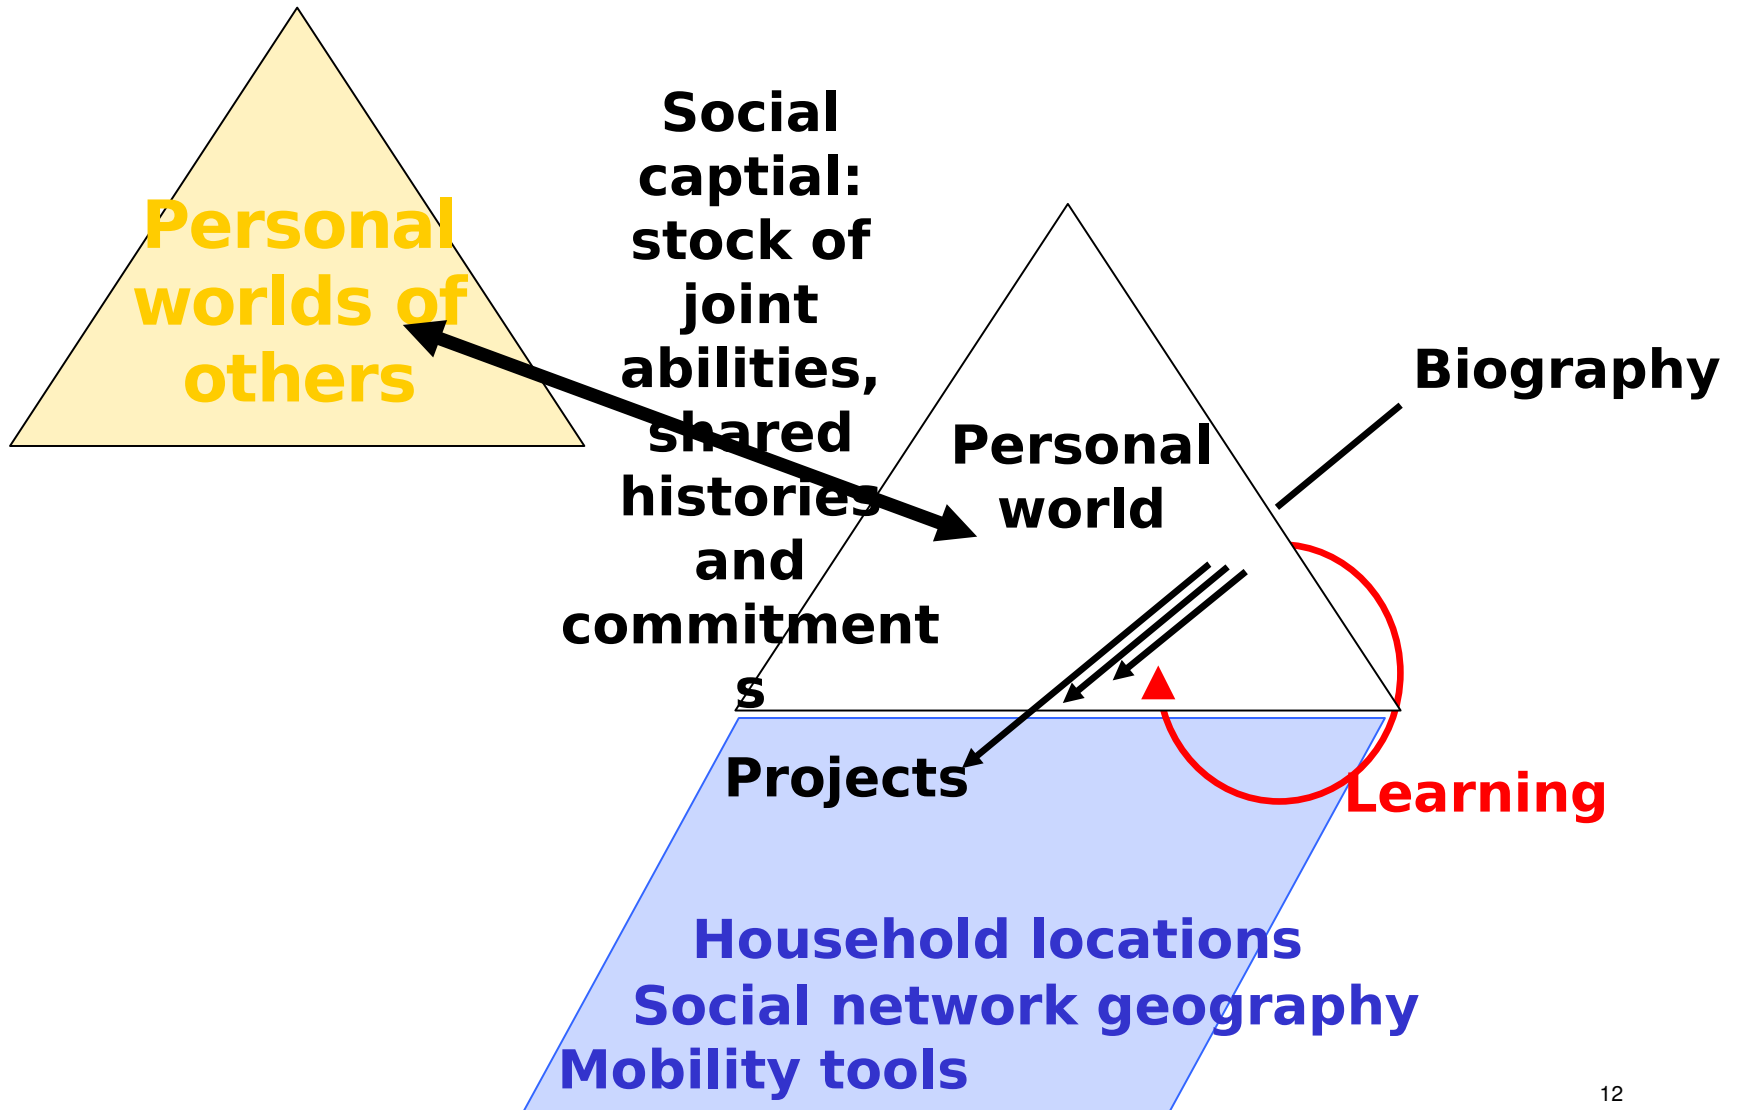 Personal
worlds of
others
Social
captial:
stock of
joint
abilities,
shared
histories
and
commitment
s
Personal
world
Biography
Projects
Learning
Household locations
Social network geography
Mobility tools
12